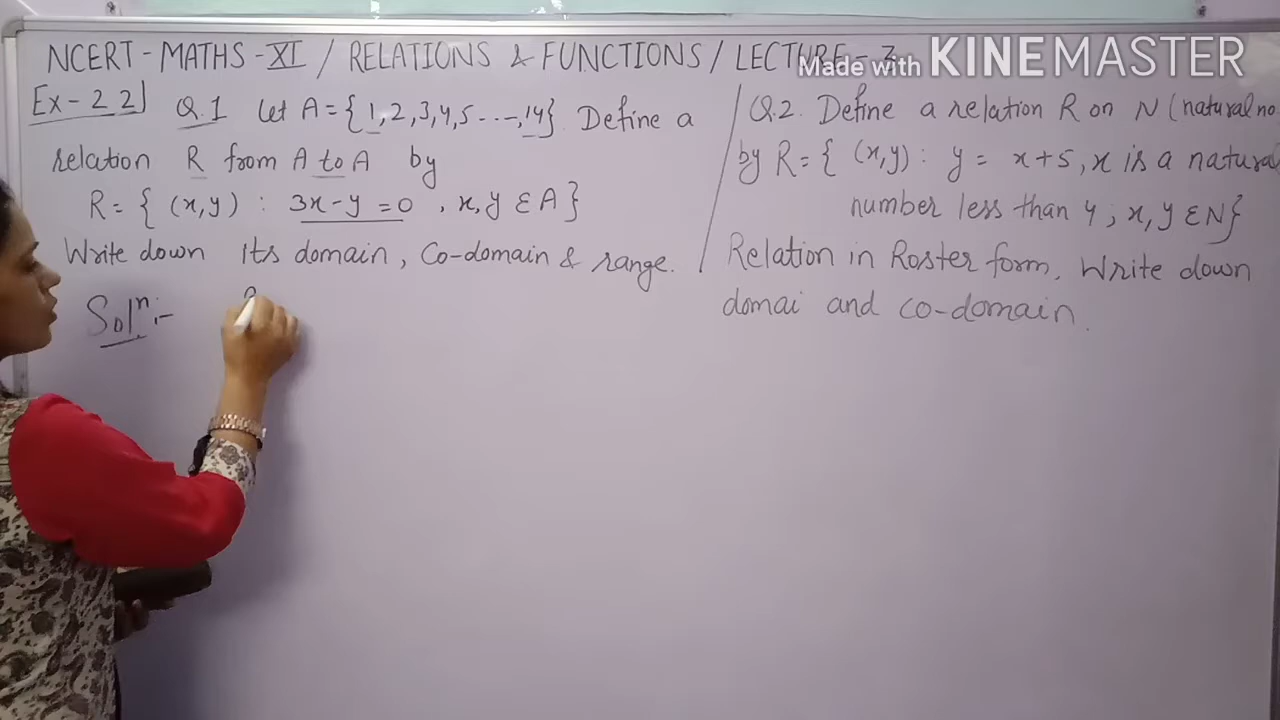 NCERT - MATHS - XI / RELATIONS & FUNCTIONS / LECTURE - 3
Made with KINEMASTER
Ex - 2.2] Q.1 Let A = { 1, 2, 3, 4, 5 - - -, 14}. Define a
relation R from A to A by
R = { (x, y) : 3x - y = 0 , x, y ∈ A }
Write down Its domain, Co-domain & range.
Solⁿ:-
Q.2. Define a relation R on N (natural no
by R = { (x, y) : y = x + 5, x is a natural
number less than 4 ; x, y ∈ N}
Relation in Roster form. Write down
domai and co-domain.